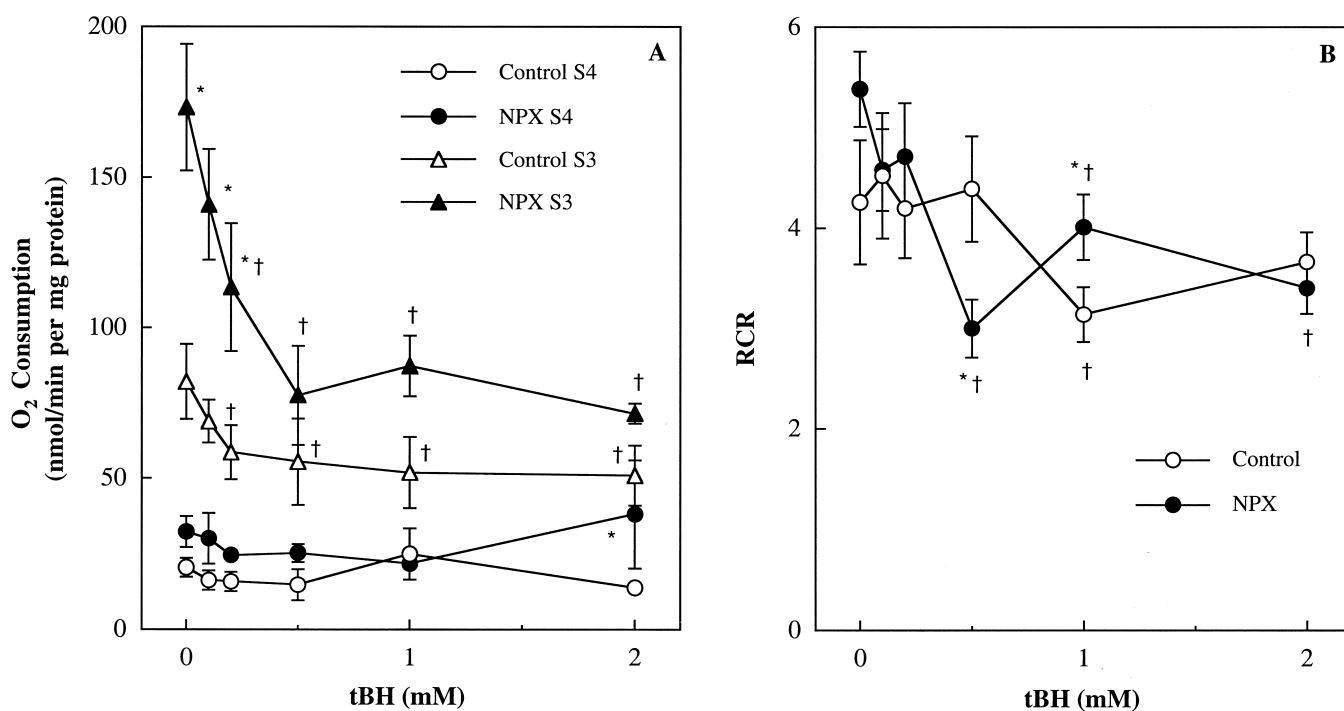 A
200
150
100
50
0
O2 Consumption
(nmol/min per mg protein)
Control S4
NPX S4
Control S3
NPX S3
*
*
* †
†
†
†
†
†
†
†
*
0
1
2
tBH (mM)
B
6
4
2
0
RCR
* †
* †
†
†
Control
NPX
0
1
2
tBH (mM)